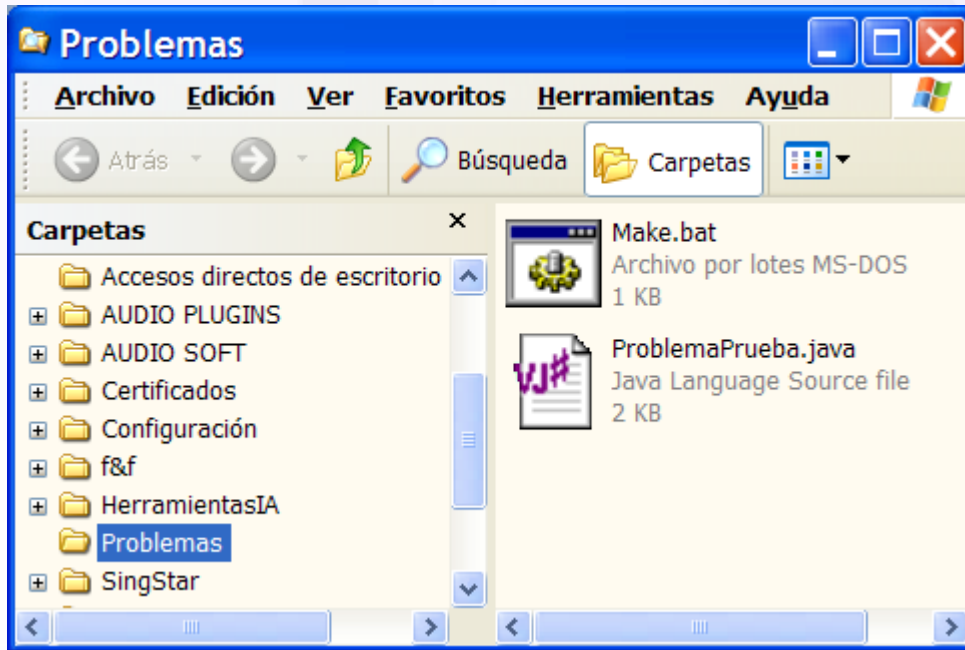 Problemas
Archivo Edición Ver Favoritos Herramientas Ayuda
Atrás Búsqueda Carpetas
Carpetas
Accesos directos de escritorio
AUDIO PLUGINS
AUDIO SOFT
Certificados
Configuración
f&f
HerramientasIA
Problemas
SingStar
Make.bat
Archivo por lotes MS-DOS
1 KB
VJ#
ProblemaPrueba.java
Java Language Source file
2 KB